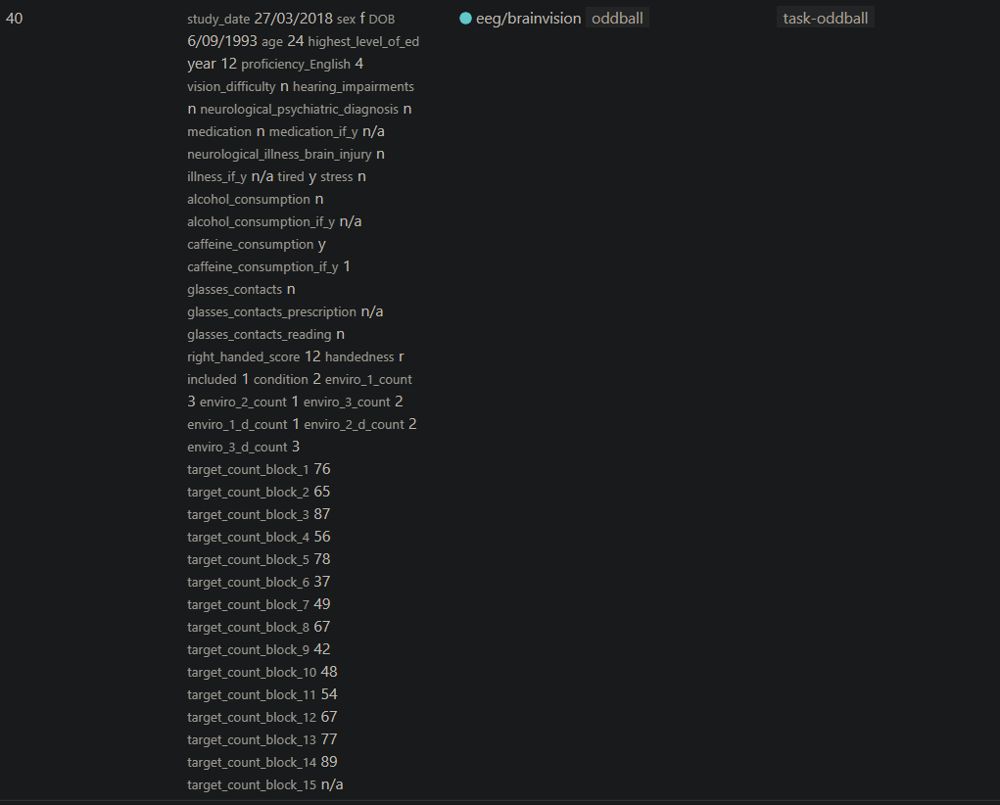 40
study_date 27/03/2018 sex f DOB
6/09/1993 age 24 highest_level_of_ed
year 12 proficiency_English 4
vision_difficulty n hearing_impairments
n neurological_psychiatric_diagnosis n
medication n medication_if_y n/a
neurological_illness_brain_injury n
illness_if_y n/a tired y stress n
alcohol_consumption n
alcohol_consumption_if_y n/a
caffeine_consumption y
caffeine_consumption_if_y 1
glasses_contacts n
glasses_contacts_prescription n/a
glasses_contacts_reading n
right_handed_score 12 handedness r
included 1 condition 2 enviro_1_count
3 enviro_2_count 1 enviro_3_count 2
enviro_1_d_count 1 enviro_2_d_count 2
enviro_3_d_count 3
target_count_block_1 76
target_count_block_2 65
target_count_block_3 87
target_count_block_4 56
target_count_block_5 78
target_count_block_6 37
target_count_block_7 49
target_count_block_8 67
target_count_block_9 42
target_count_block_10 48
target_count_block_11 54
target_count_block_12 67
target_count_block_13 77
target_count_block_14 89
target_count_block_15 n/a
eeg/brainvision oddball
task-oddball